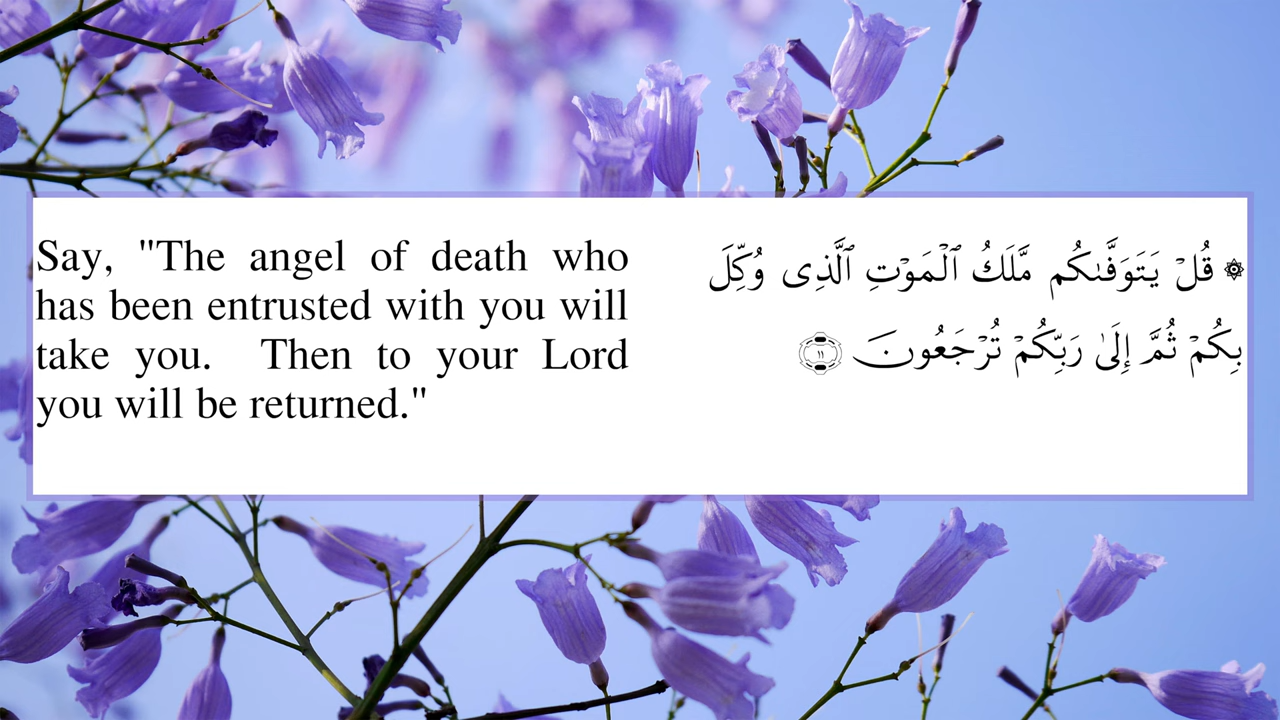 Say, "The angel of death who
has been entrusted with you will
take you.  Then to your Lord
you will be returned."
۞ قُلْ يَتَوَفَّىٰكُم مَّلَكُ ٱلْمَوْتِ ٱلَّذِى وُكِّلَ
بِكُمْ ثُمَّ إِلَىٰ رَبِّكُمْ تُرْجَعُونَ ١١